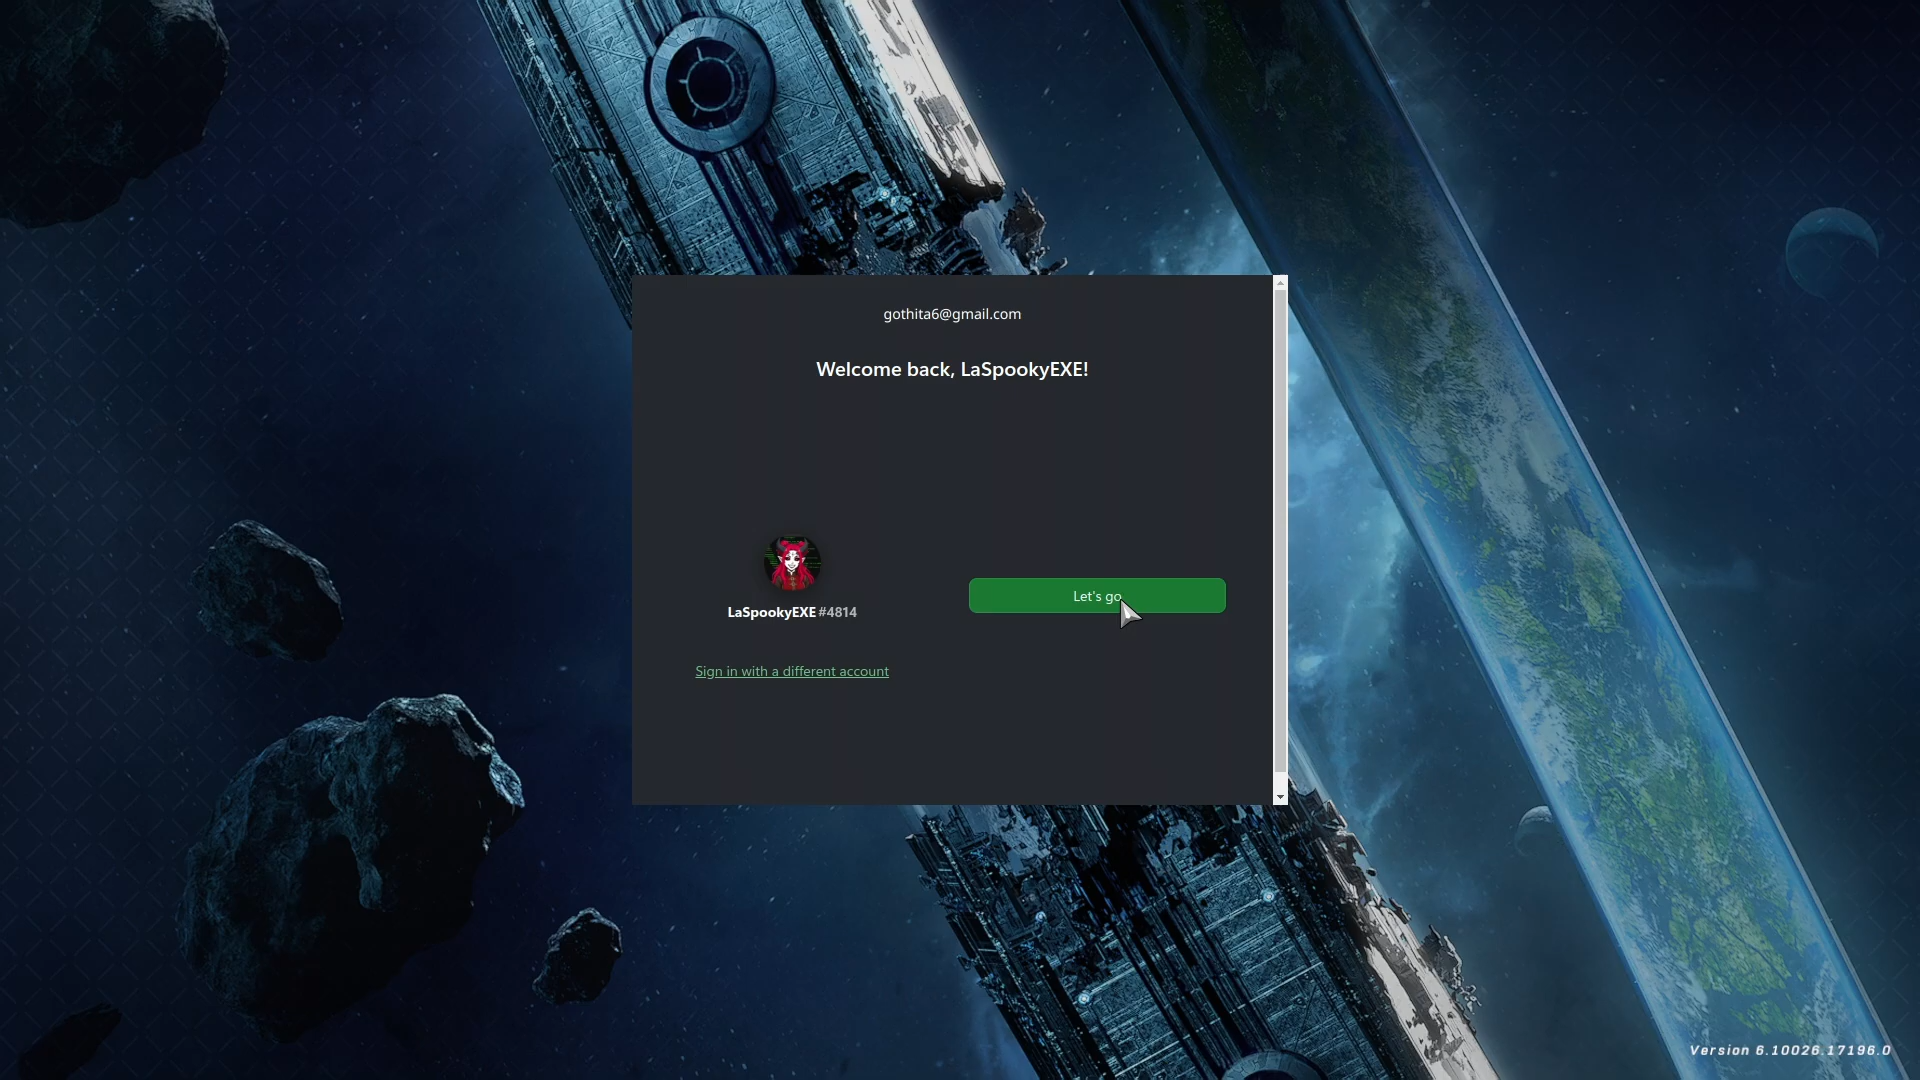 gothita6@gmail.com
Welcome back, LaSpookyEXE!
LaSpookyEXE #4814
Let's go
Sign in with a different account
Version 6.10026.17196.0